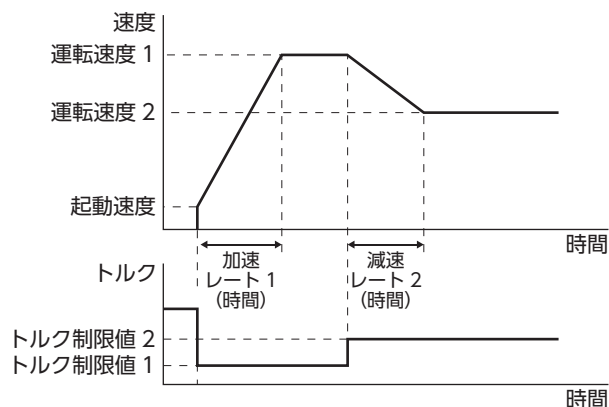 速度
運転速度 1
運転速度 2
起動速度
時間
加速
レート 1
(時間)
減速
レート 2
(時間)
トルク
トルク制限値 2
トルク制限値 1
時間